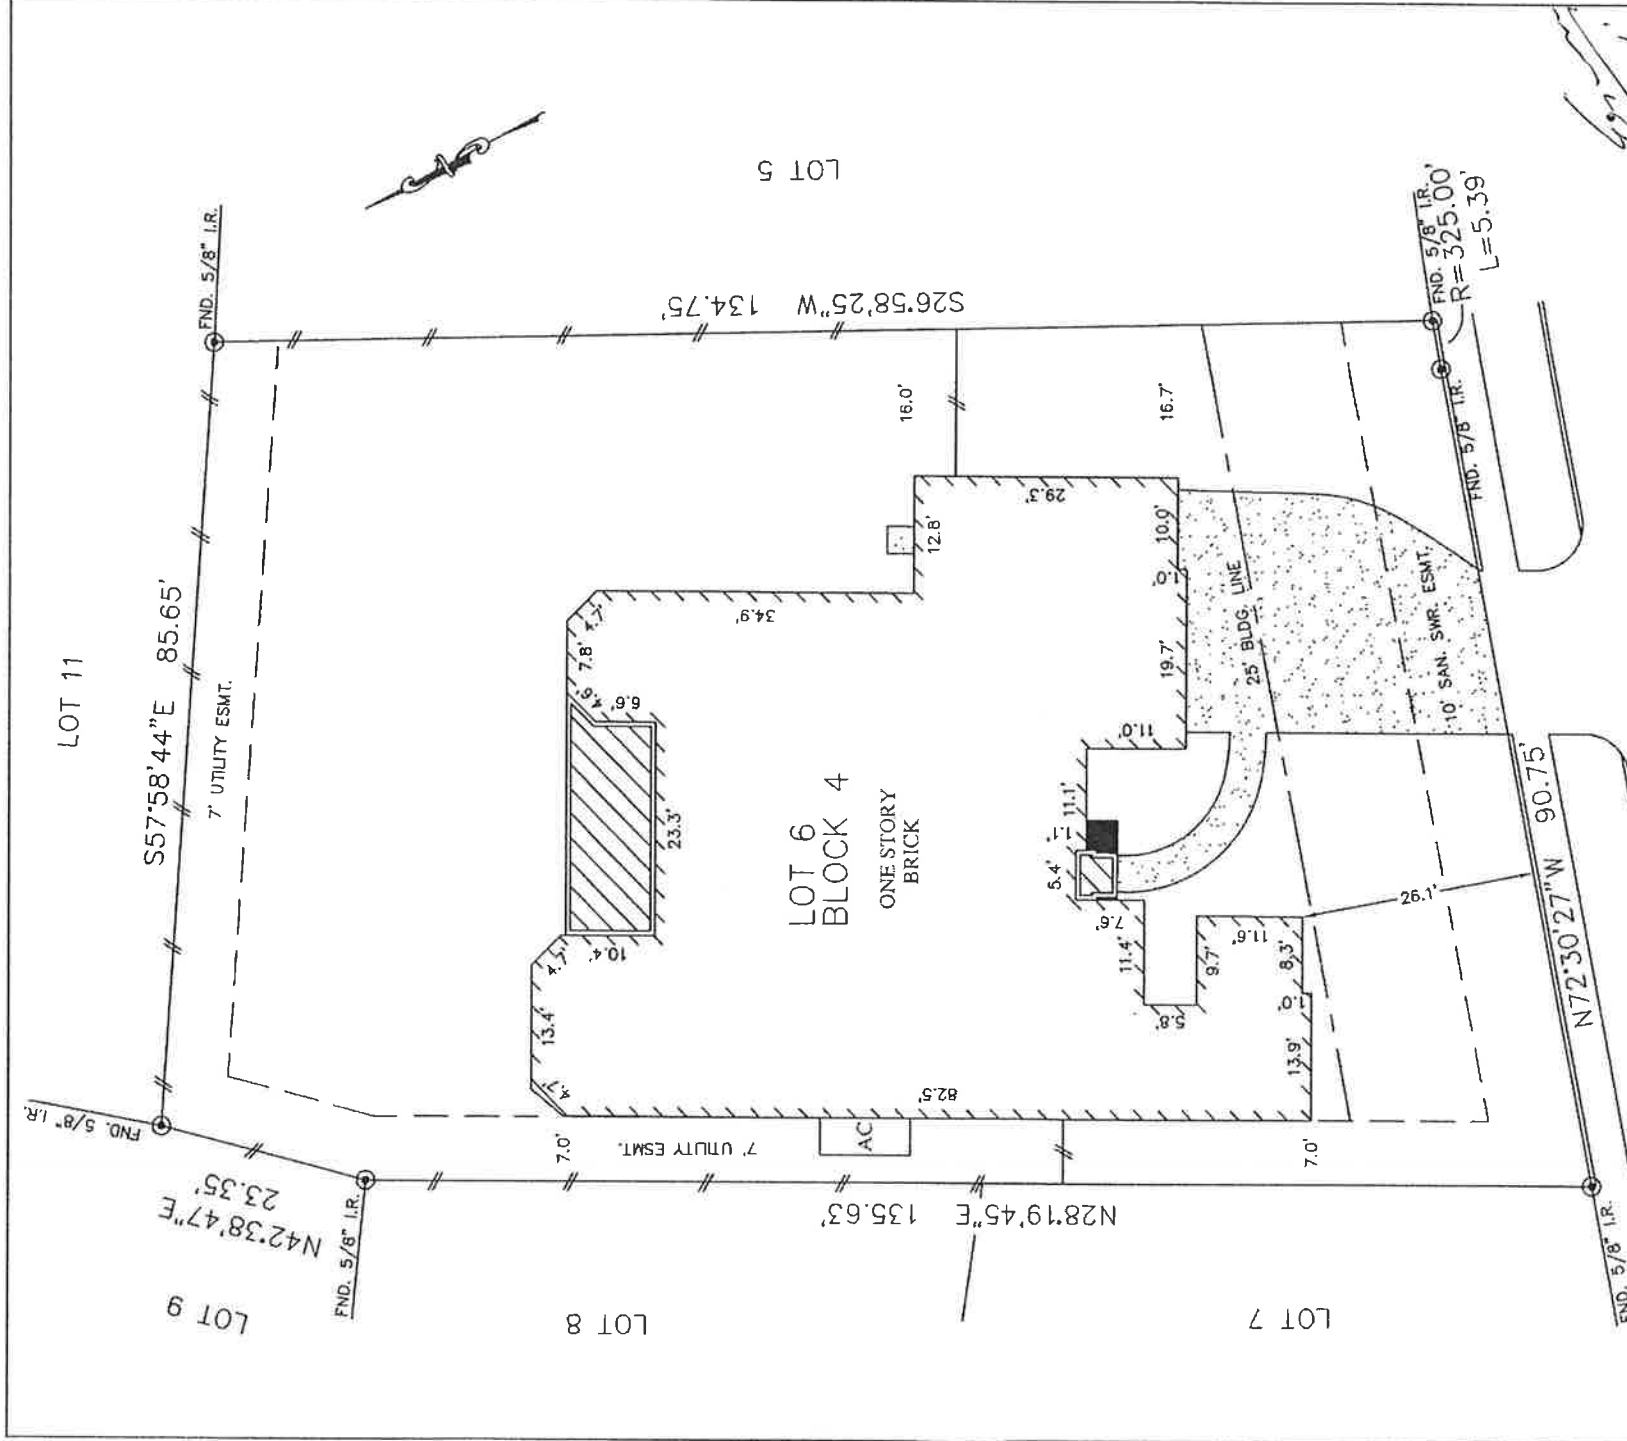 LOT 11
S57°58'44"E 85.65'
7' UTILITY ESMT.
FND. 5/8" I.R.
FND. 5/8" I.R.
N42°38'47"E
23.35'
LOT 9
FND. 5/8" I.R.
LOT 5
S26°58'25"W 134.75'
16.0'
16.7'
12.8'
29.3'
34.9'
4.7'
7.8'
4.6'
6.6'
23.3'
10.4'
4.7'
13.4'
4.7'
LOT 6
BLOCK 4
ONE STORY
BRICK
10.0'
1.0'
19.7'
11.0'
11.1'
1.1'
5.4'
7.6'
11.4'
5.8'
9.7'
11.6'
8.3'
1.0'
13.9'
82.5'
25' BLDG. LINE
10' SAN. SWR. ESMT.
26.1'
7.0'
7' UTILITY ESMT.
AC
7.0'
N28°19'45"E 135.63'
LOT 8
LOT 7
FND. 5/8" I.R.
R=325.00'
L=5.39'
FND. 5/8" I.R.
N72°30'27"W 90.75'
FND. 5/8" I.R.